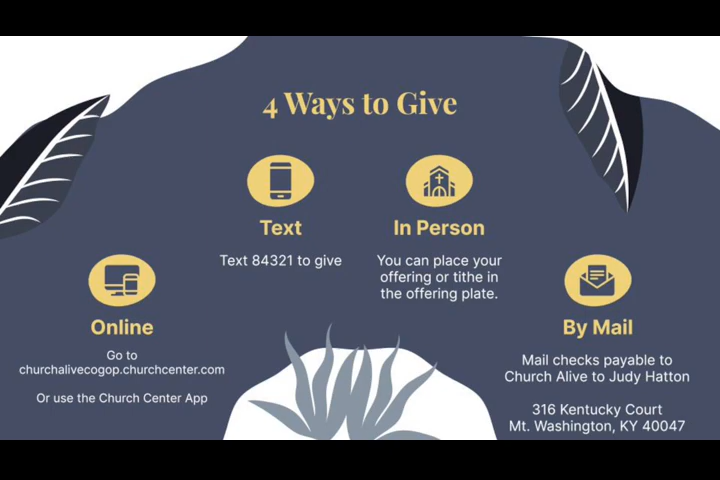 4 Ways to Give
Online
Go to
churchalivecogop.churchcenter.com
Or use the Church Center App
Text
Text 84321 to give
In Person
You can place your
offering or tithe in
the offering plate.
By Mail
Mail checks payable to
Church Alive to Judy Hatton
316 Kentucky Court
Mt. Washington, KY 40047